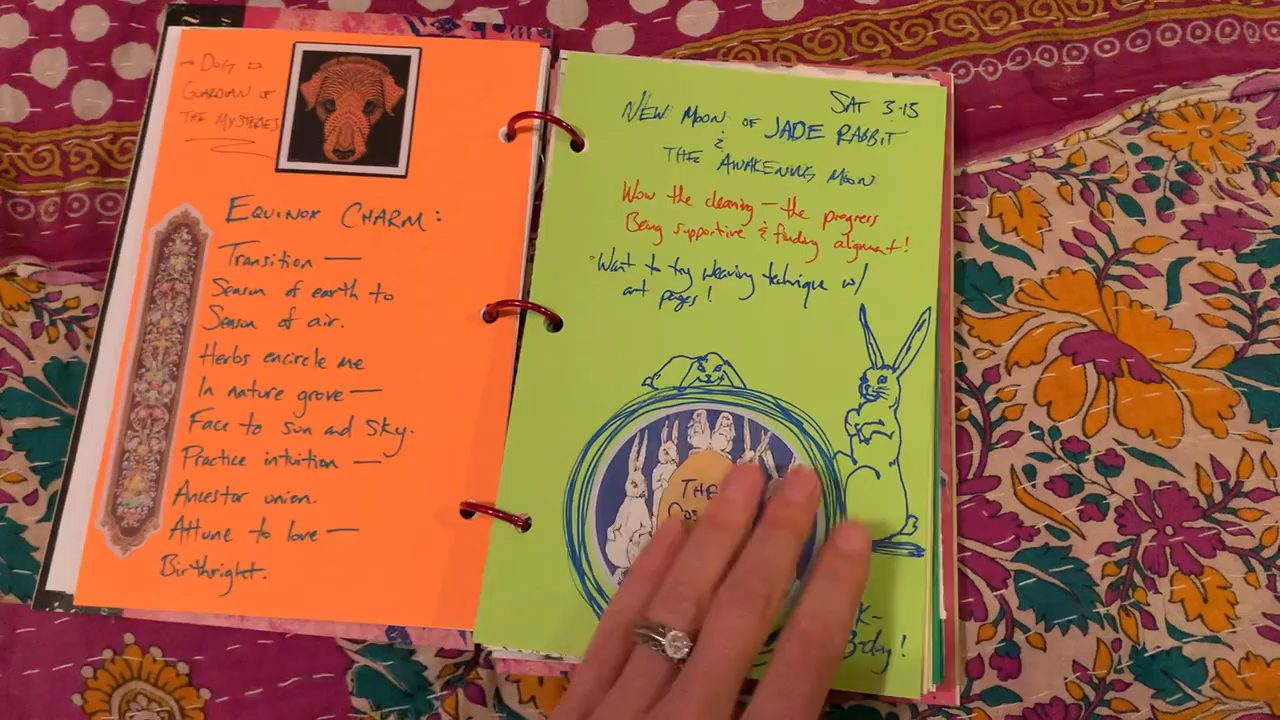 - DOG -
GUARDIAN OF
THE MYSTERIES
EQUINOX CHARM:
Transition —
Season of earth to
Season of air.
Herbs encircle me
In nature grove —
Face to sun and sky.
Practice intuition —
Ancestor union.
Attune to love —
Birthright.
SAT 3.15
NEW MOON OF JADE RABBIT
&
THE AWAKENING MOON
Wow the cleaning — the progress
Being supportive & finding alignment!
Want to try weaving technique w/
art pages!
THE
B-day!